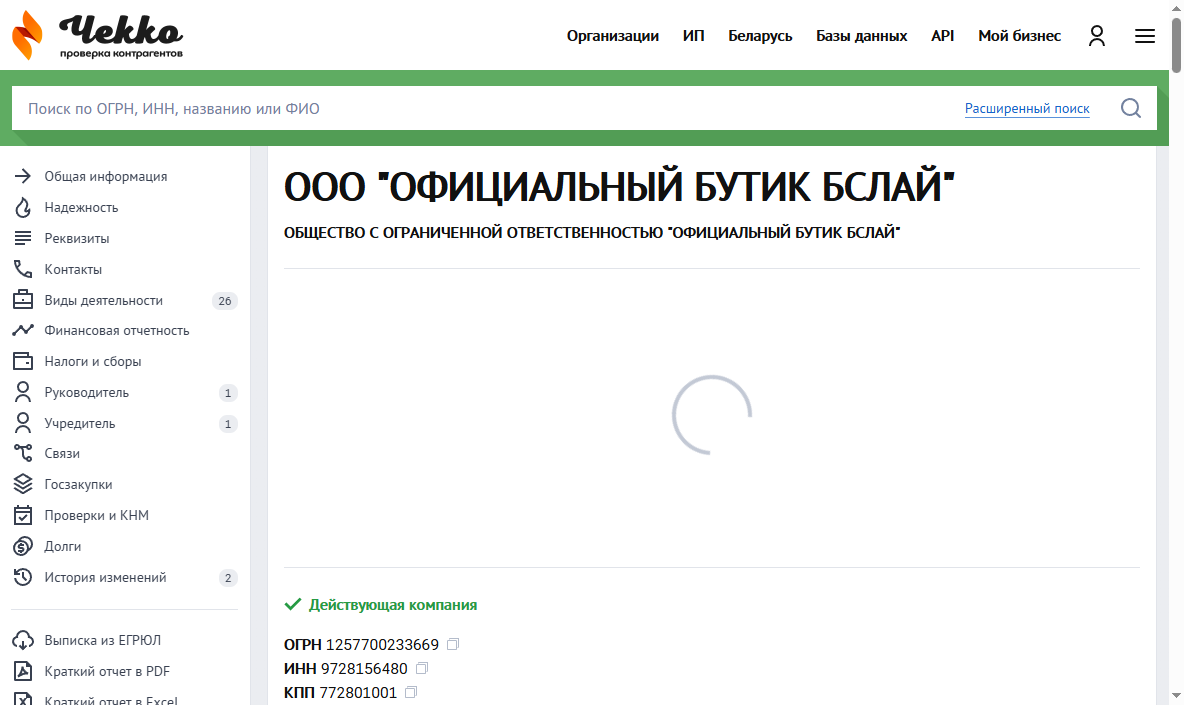 Чекко
проверка контрагентов
Организации ИП Беларусь Базы данных API Мой бизнес
Поиск по ОГРН, ИНН, названию или ФИО Расширенный поиск
Общая информация
Надежность
Реквизиты
Контакты
Виды деятельности 26
Финансовая отчетность
Налоги и сборы
Руководитель 1
Учредитель 1
Связи
Госзакупки
Проверки и КНМ
Долги
История изменений 2
Выписка из ЕГРЮЛ
Краткий отчет в PDF
Краткий отчет в Excel
ООО "ОФИЦИАЛЬНЫЙ БУТИК БСЛАЙ"
ОБЩЕСТВО С ОГРАНИЧЕННОЙ ОТВЕТСТВЕННОСТЬЮ "ОФИЦИАЛЬНЫЙ БУТИК БСЛАЙ"
Действующая компания
ОГРН 1257700233669
ИНН 9728156480
КПП 772801001